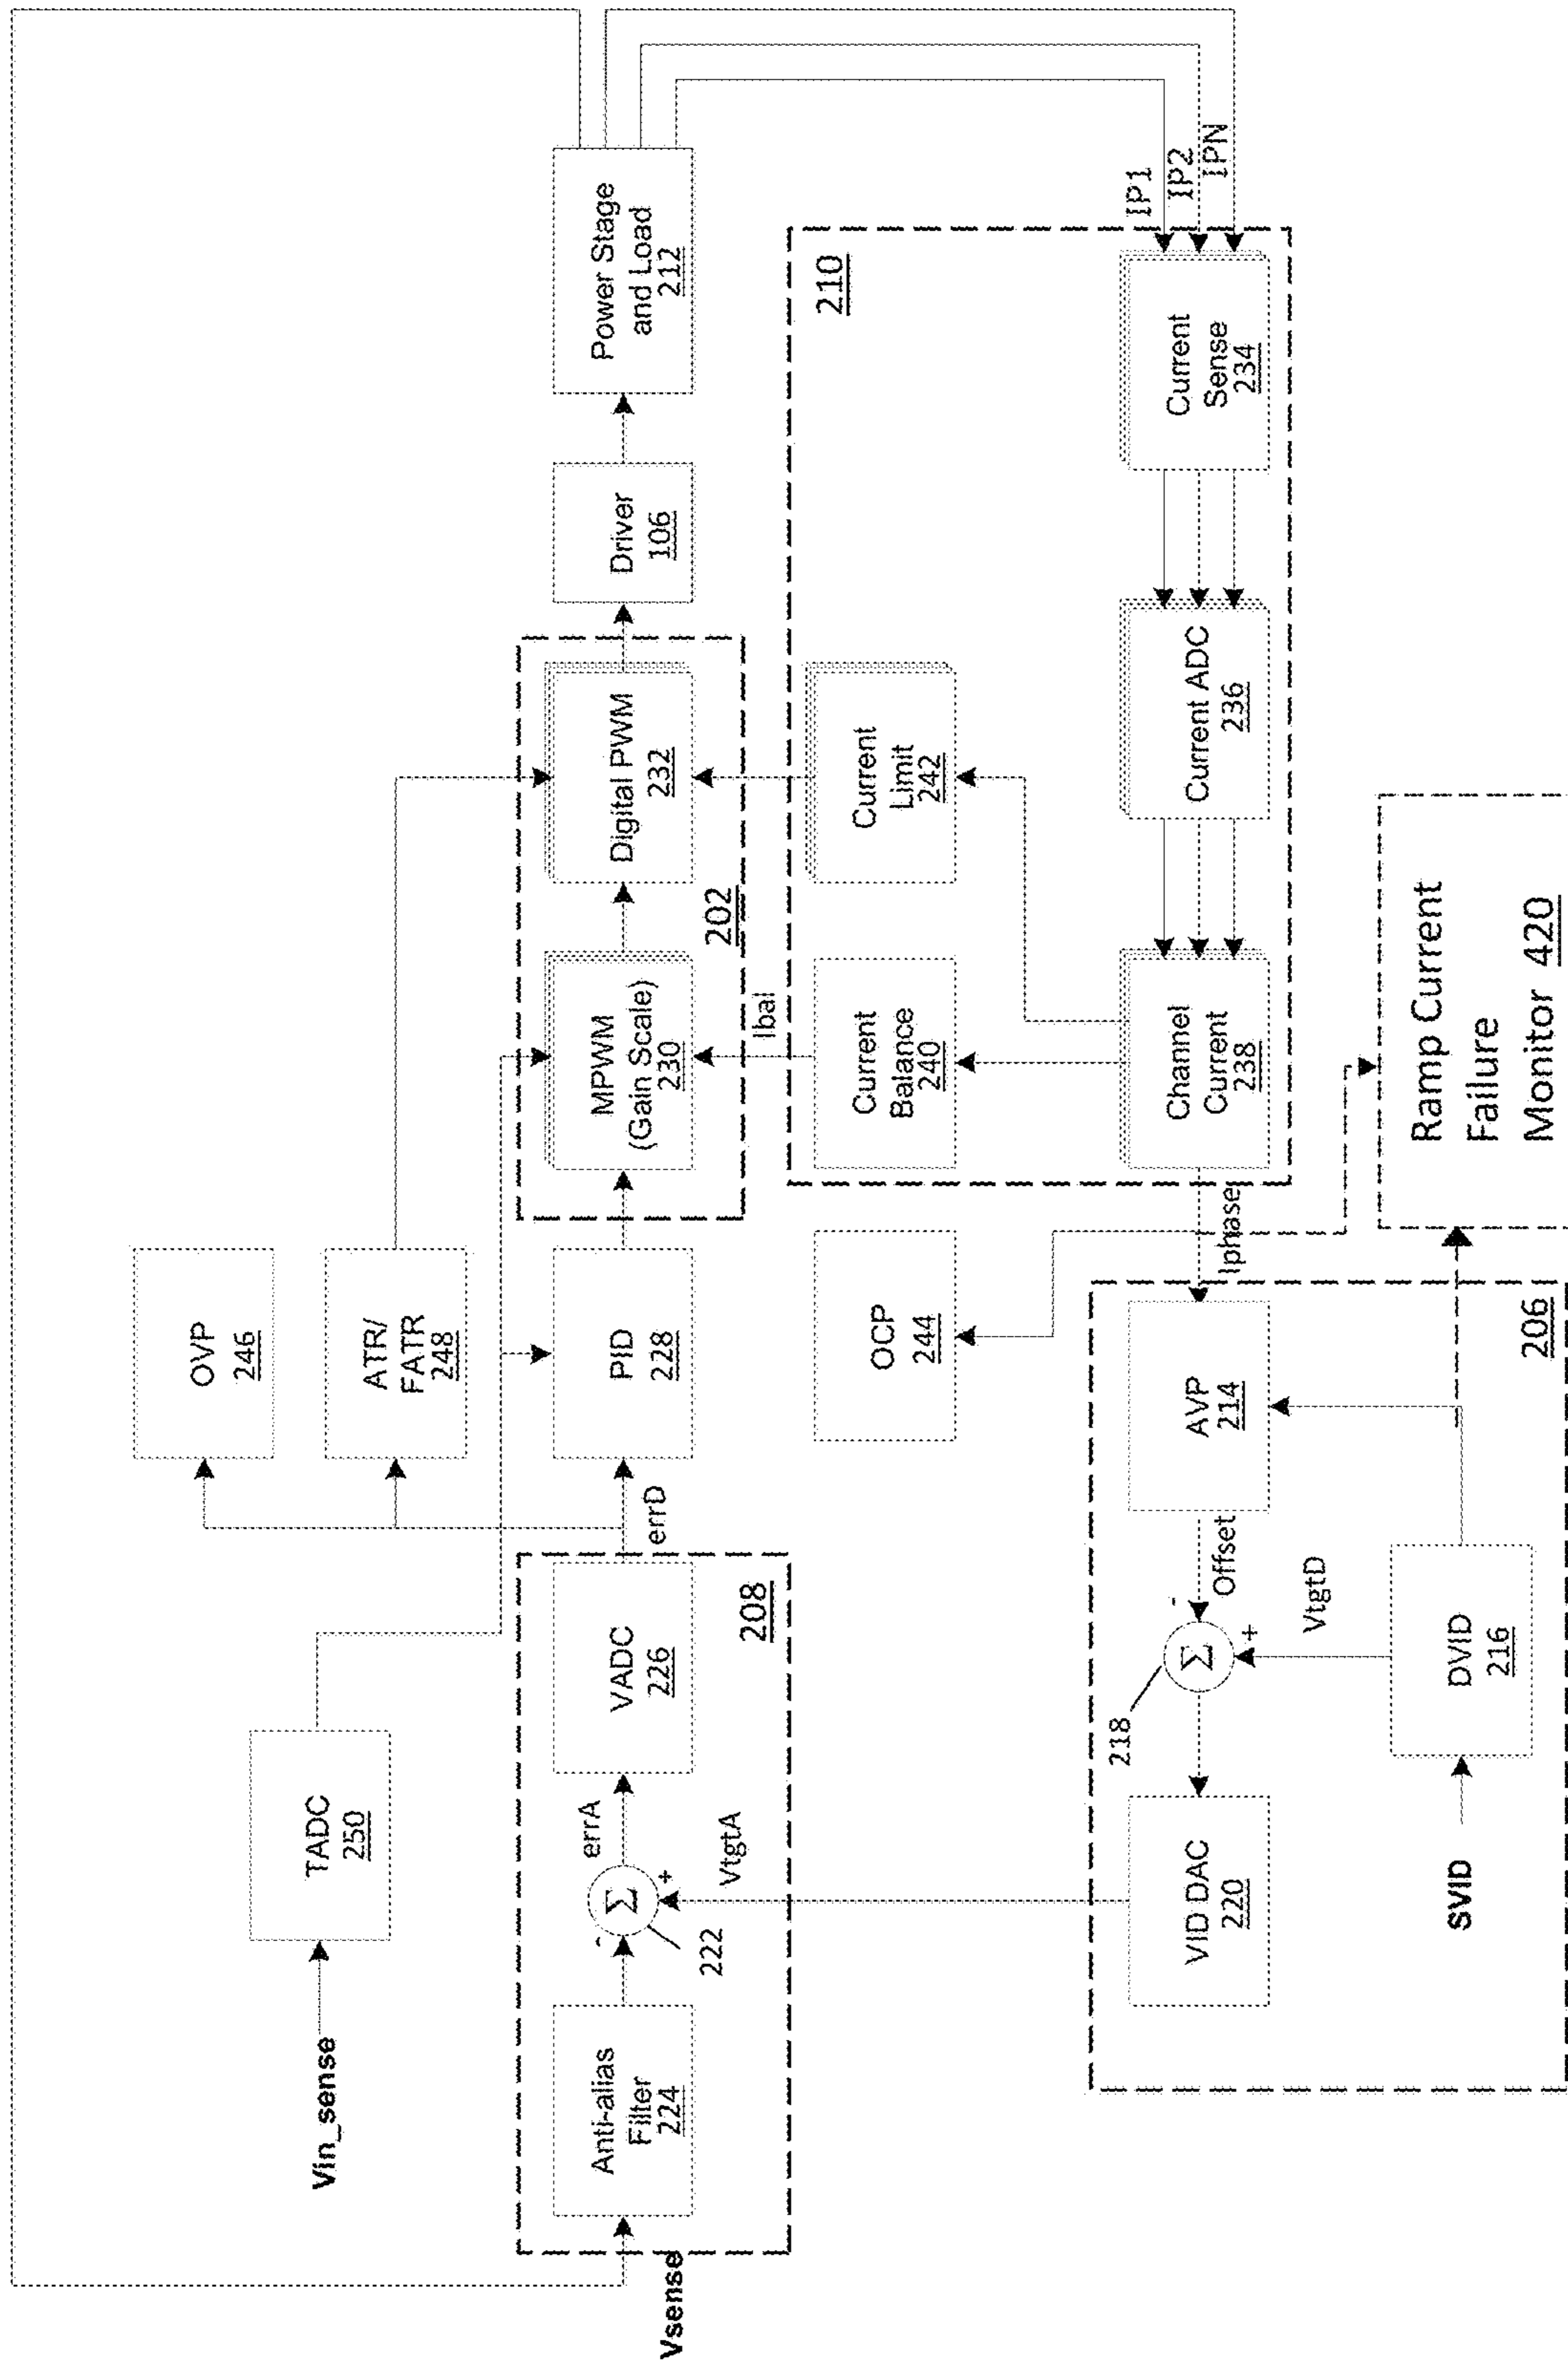 Vin_sense
TADC
250
OVP
246
ATR/
FATR
248
Vsense
Anti-alias
Filter
224
-
Σ
+
222
errA
VtgtA
VADC
226
208
errD
PID
228
MPWM
(Gain Scale)
230
Digital PWM
232
202
Driver
106
Power Stage
and Load
212
Ibal
OCP
244
Current
Balance
240
Current
Limit
242
210
IP1
IP2
IPN
VID DAC
220
218
Σ
-
+
Offset
VtgtD
AVP
214
Iphase
Channel
Current
238
Current ADC
236
Current
Sense
234
SVID
DVID
216
206
Ramp Current
Failure
Monitor 420